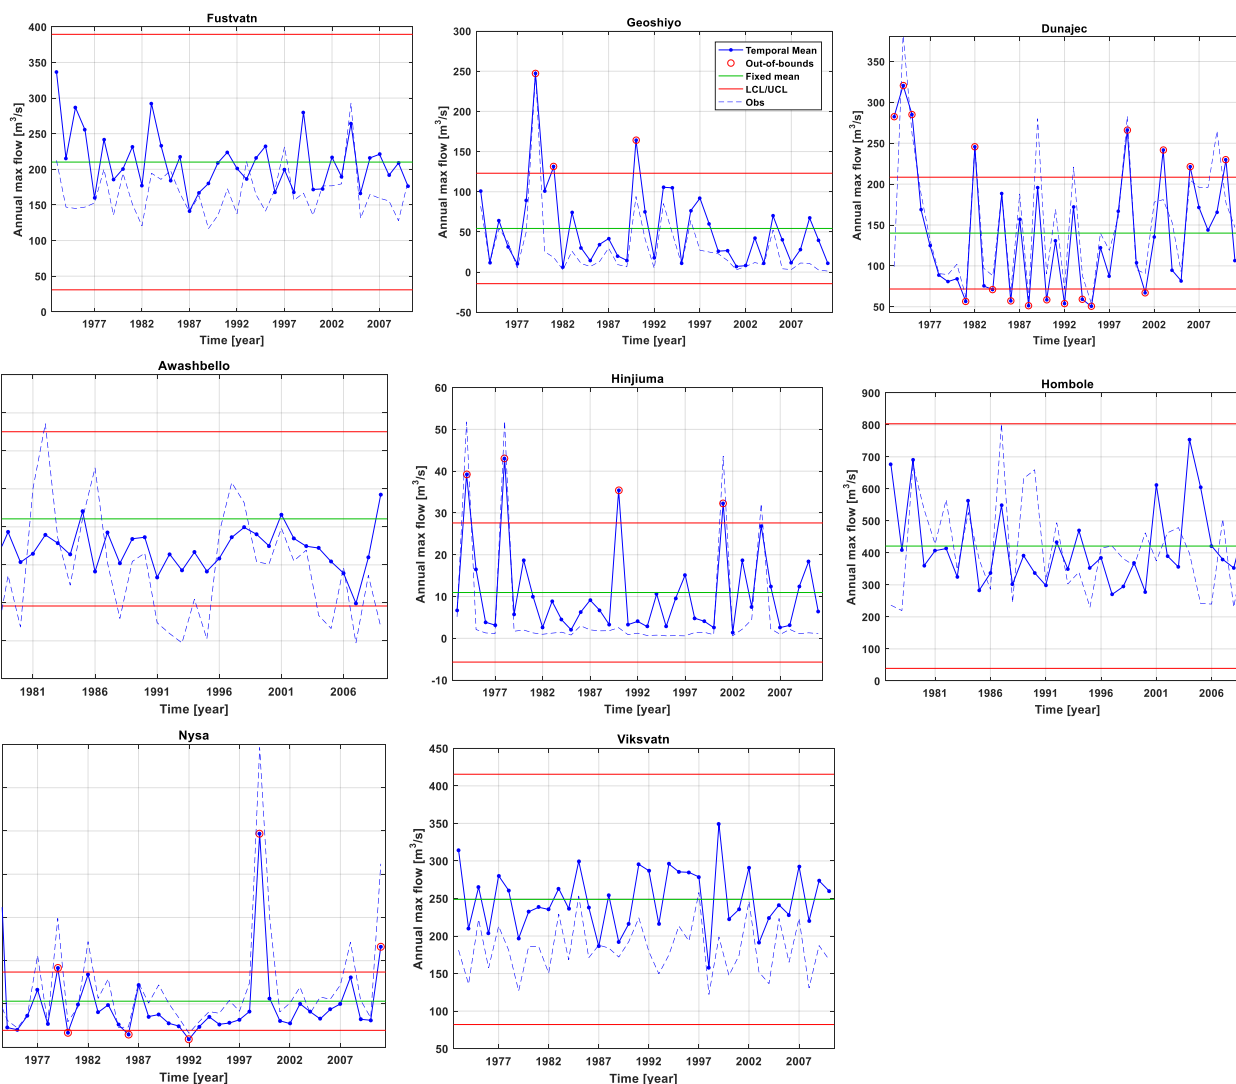 Fustvatn
400
350
300
250
200
150
100
50
0
Annual max flow [m³/s]
1977 1982 1987 1992 1997 2002 2007
Time [year]
Geoshiyo
300
250
200
150
100
50
0
-50
Annual max flow [m³/s]
Temporal Mean
Out-of-bounds
Fixed mean
LCL/UCL
Obs
1977 1982 1987 1992 1997 2002 2007
Time [year]
Dunajec
350
300
250
200
150
100
50
Annual max flow [m³/s]
1977 1982 1987 1992 1997 2002 2007
Time [year]
Awashbello
1981 1986 1991 1996 2001 2006
Time [year]
Hinjiuma
60
50
40
30
20
10
0
-10
Annual max flow [m³/s]
1977 1982 1987 1992 1997 2002 2007
Time [year]
Hombole
900
800
700
600
500
400
300
200
100
0
Annual max flow [m³/s]
1981 1986 1991 1996 2001 2006
Time [year]
Nysa
1977 1982 1987 1992 1997 2002 2007
Time [year]
Viksvatn
450
400
350
300
250
200
150
100
50
Annual max flow [m³/s]
1977 1982 1987 1992 1997 2002 2007
Time [year]